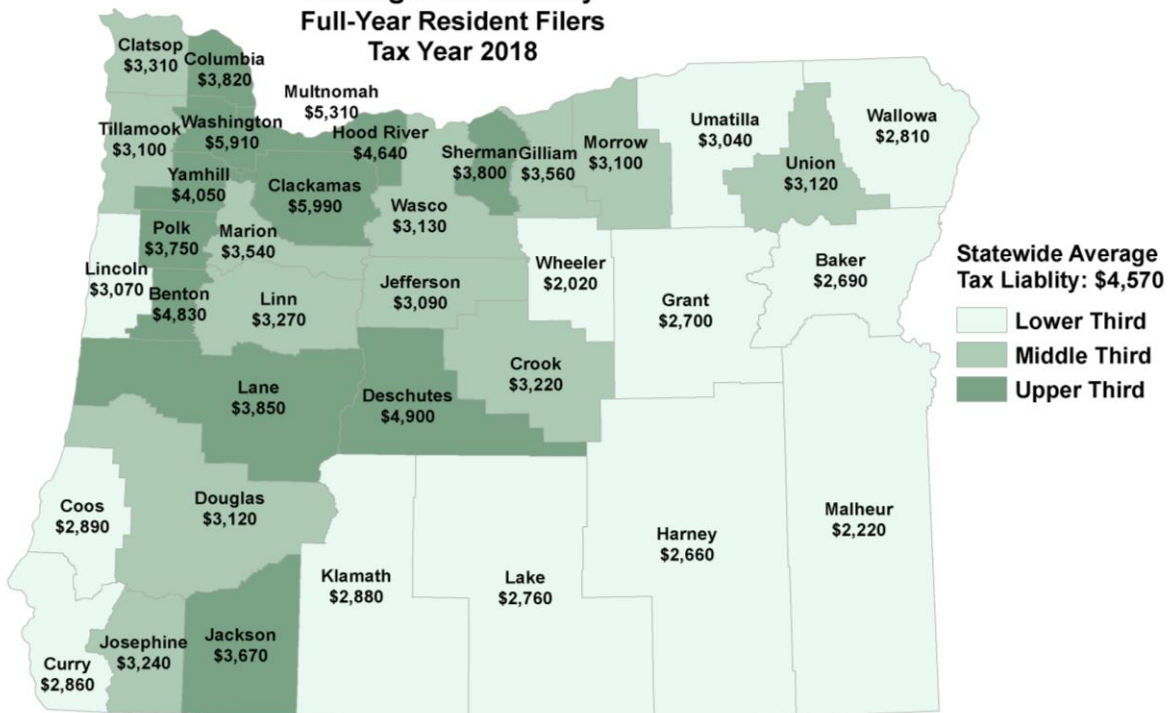 Full-Year Resident Filers
Tax Year 2018
Clatsop
$3,310
Columbia
$3,820
Multnomah
$5,310
Tillamook
$3,100
Washington
$5,910
Hood River
$4,640
Sherman
$3,800
Gilliam
$3,560
Morrow
$3,100
Umatilla
$3,040
Union
$3,120
Wallowa
$2,810
Yamhill
$4,050
Clackamas
$5,990
Wasco
$3,130
Polk
$3,750
Marion
$3,540
Lincoln
$3,070
Benton
$4,830
Linn
$3,270
Jefferson
$3,090
Wheeler
$2,020
Grant
$2,700
Baker
$2,690
Statewide Average
Tax Liablity: $4,570
Lower Third
Middle Third
Upper Third
Lane
$3,850
Deschutes
$4,900
Crook
$3,220
Coos
$2,890
Douglas
$3,120
Klamath
$2,880
Lake
$2,760
Harney
$2,660
Malheur
$2,220
Curry
$2,860
Josephine
$3,240
Jackson
$3,670